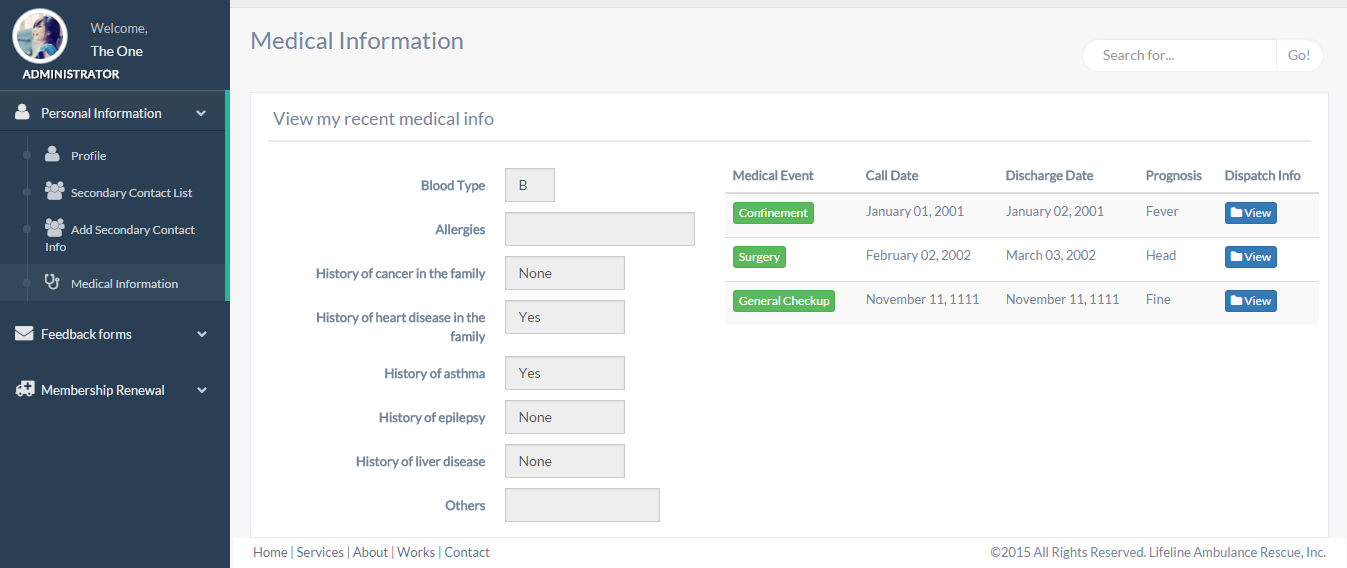 Welcome,
The One
ADMINISTRATOR
Personal Information
Profile
Secondary Contact List
Add Secondary Contact
Info
Medical Information
Feedback forms
Membership Renewal
Medical Information
Search for...
Go!
View my recent medical info
Blood Type
B
Allergies
History of cancer in the family
None
History of heart disease in the
family
Yes
History of asthma
Yes
History of epilepsy
None
History of liver disease
None
Others
Medical Event Call Date Discharge Date Prognosis Dispatch Info
Confinement January 01, 2001 January 02, 2001 Fever View
Surgery February 02, 2002 March 03, 2002 Head View
General Checkup November 11, 1111 November 11, 1111 Fine View
Home | Services | About | Works | Contact
©2015 All Rights Reserved. Lifeline Ambulance Rescue, Inc.